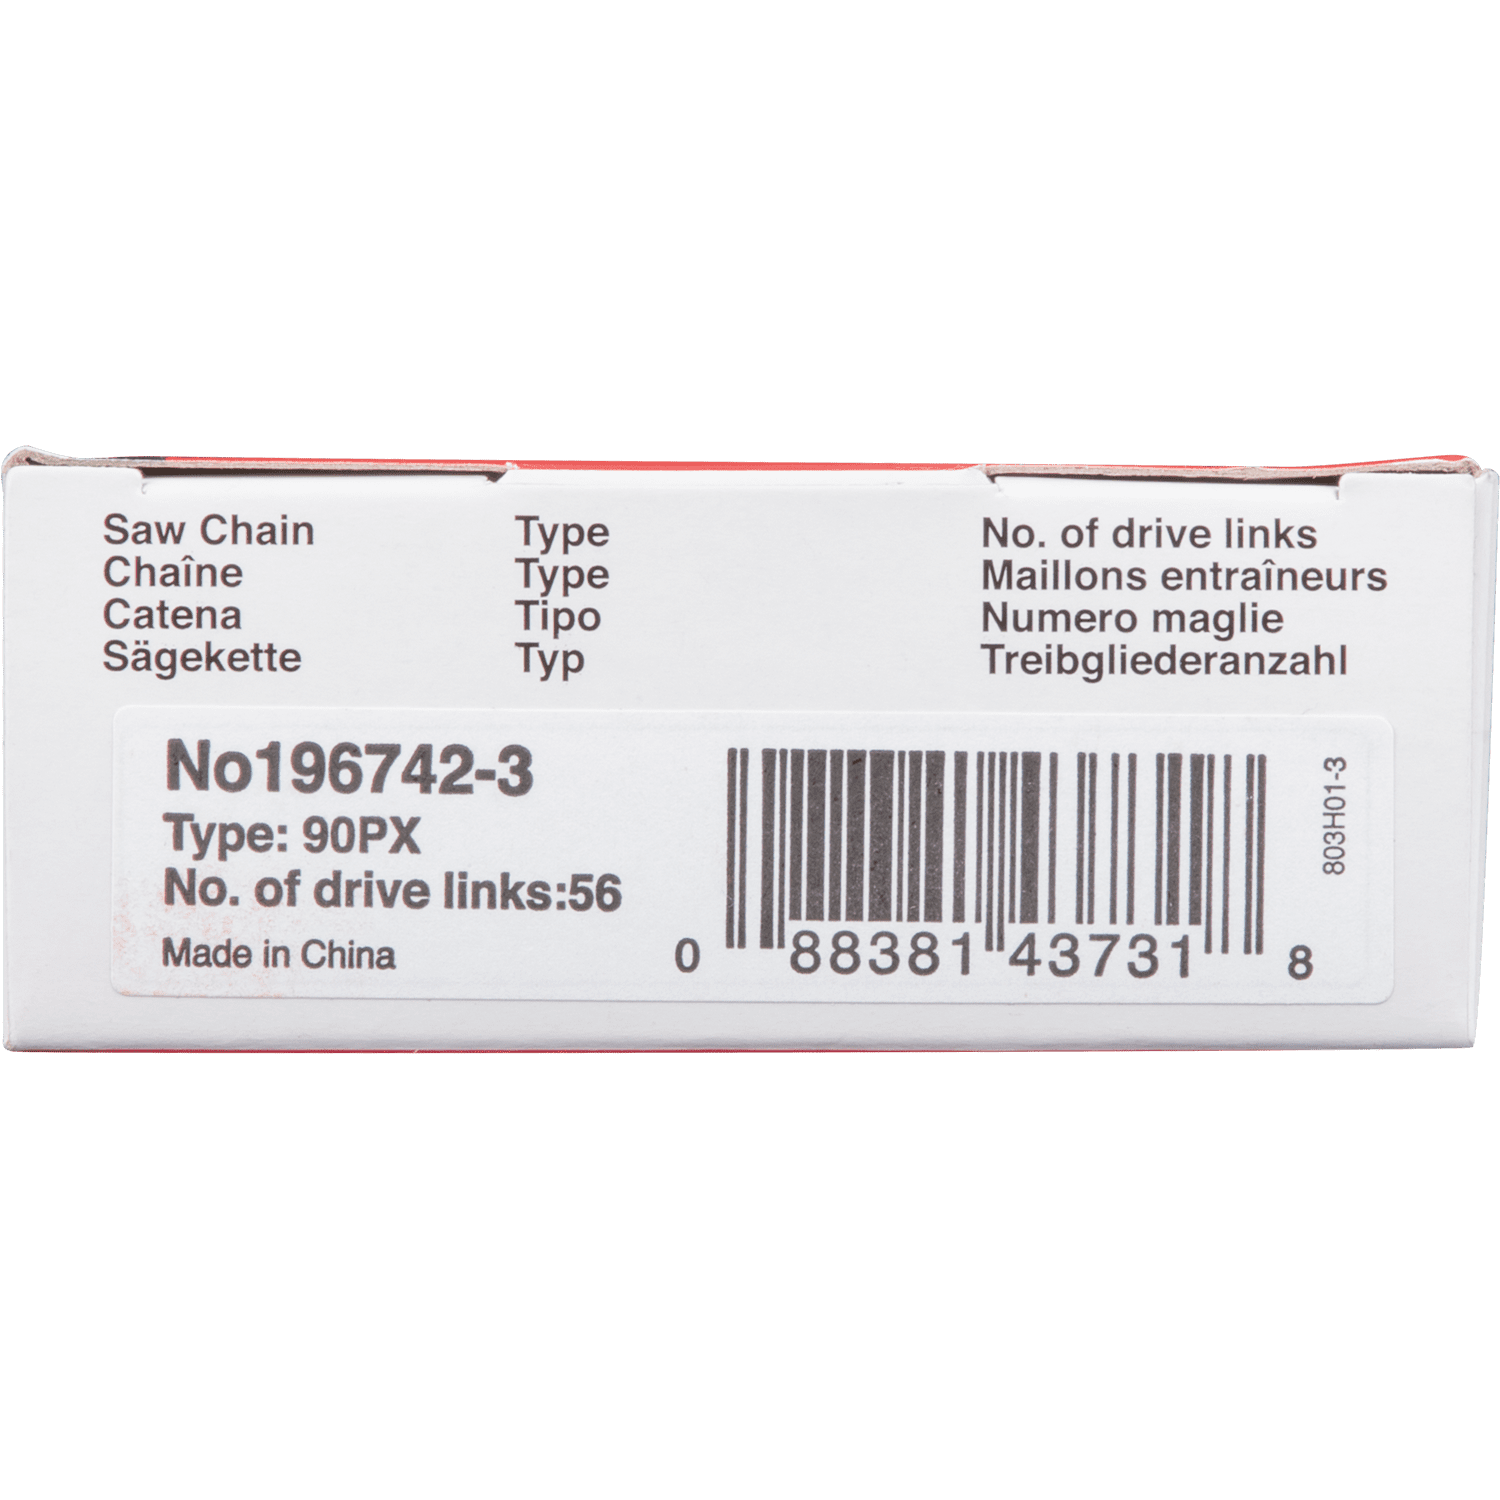 Saw Chain Type No. of drive links
Chaîne Type Maillons entraîneurs
Catena Tipo Numero maglie
Sägekette Typ Treibgliederanzahl
No196742-3
Type: 90PX
No. of drive links:56
Made in China
0 88381 43731 8
803H01-3